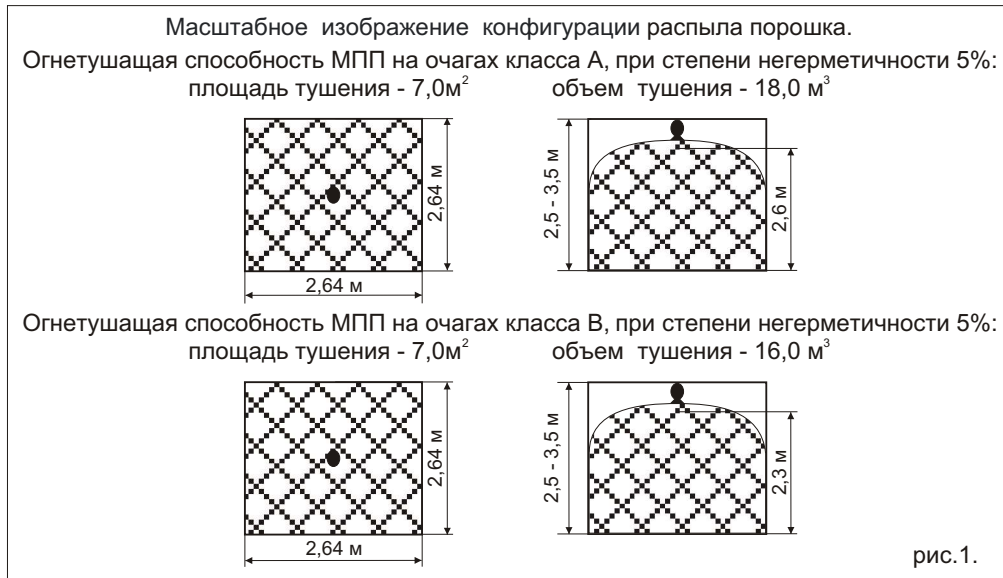 Масштабное изображение конфигурации распыла порошка.
Огнетушащая способность МПП на очагах класса А, при степени негерметичности 5%:
площадь тушения - 7,0м² объем тушения - 18,0 м³
2,64 м
2,64 м
2,5 - 3,5 м
2,6 м
Огнетушащая способность МПП на очагах класса В, при степени негерметичности 5%:
площадь тушения - 7,0м² объем тушения - 16,0 м³
2,64 м
2,64 м
2,5 - 3,5 м
2,3 м
рис.1.